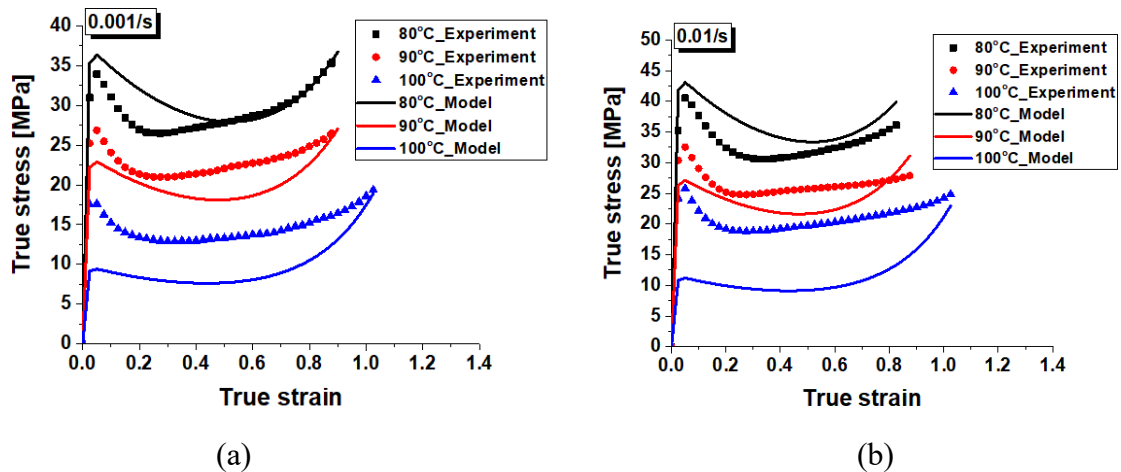 0.001/s
80°C_Experiment
90°C_Experiment
100°C_Experiment
80°C_Model
90°C_Model
100°C_Model
True stress [MPa]
40
35
30
25
20
15
10
5
0
0.0 0.2 0.4 0.6 0.8 1.0 1.2 1.4
True strain
(a)
0.01/s
80°C_Experiment
90°C_Experiment
100°C_Experiment
80°C_Model
90°C_Model
100°C_Model
True stress [MPa]
50
45
40
35
30
25
20
15
10
5
0
0.0 0.2 0.4 0.6 0.8 1.0 1.2 1.4
True strain
(b)